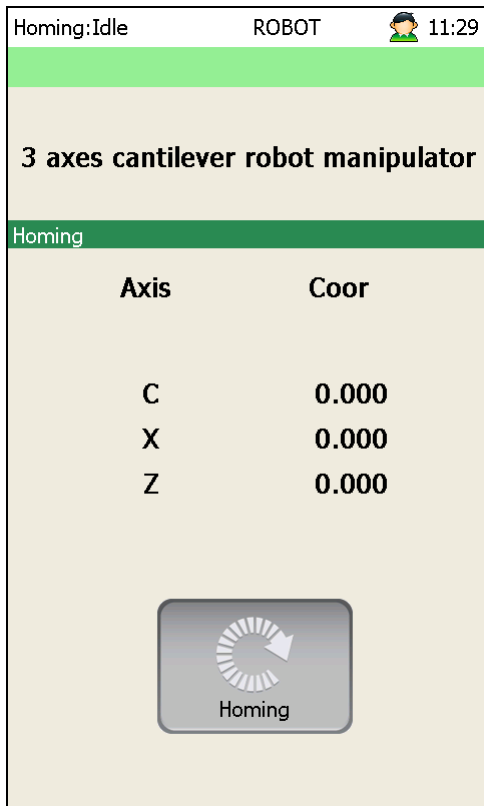 Homing:Idle ROBOT 11:29
3 axes cantilever robot manipulator
Homing
Axis Coor
C 0.000
X 0.000
Z 0.000
Homing